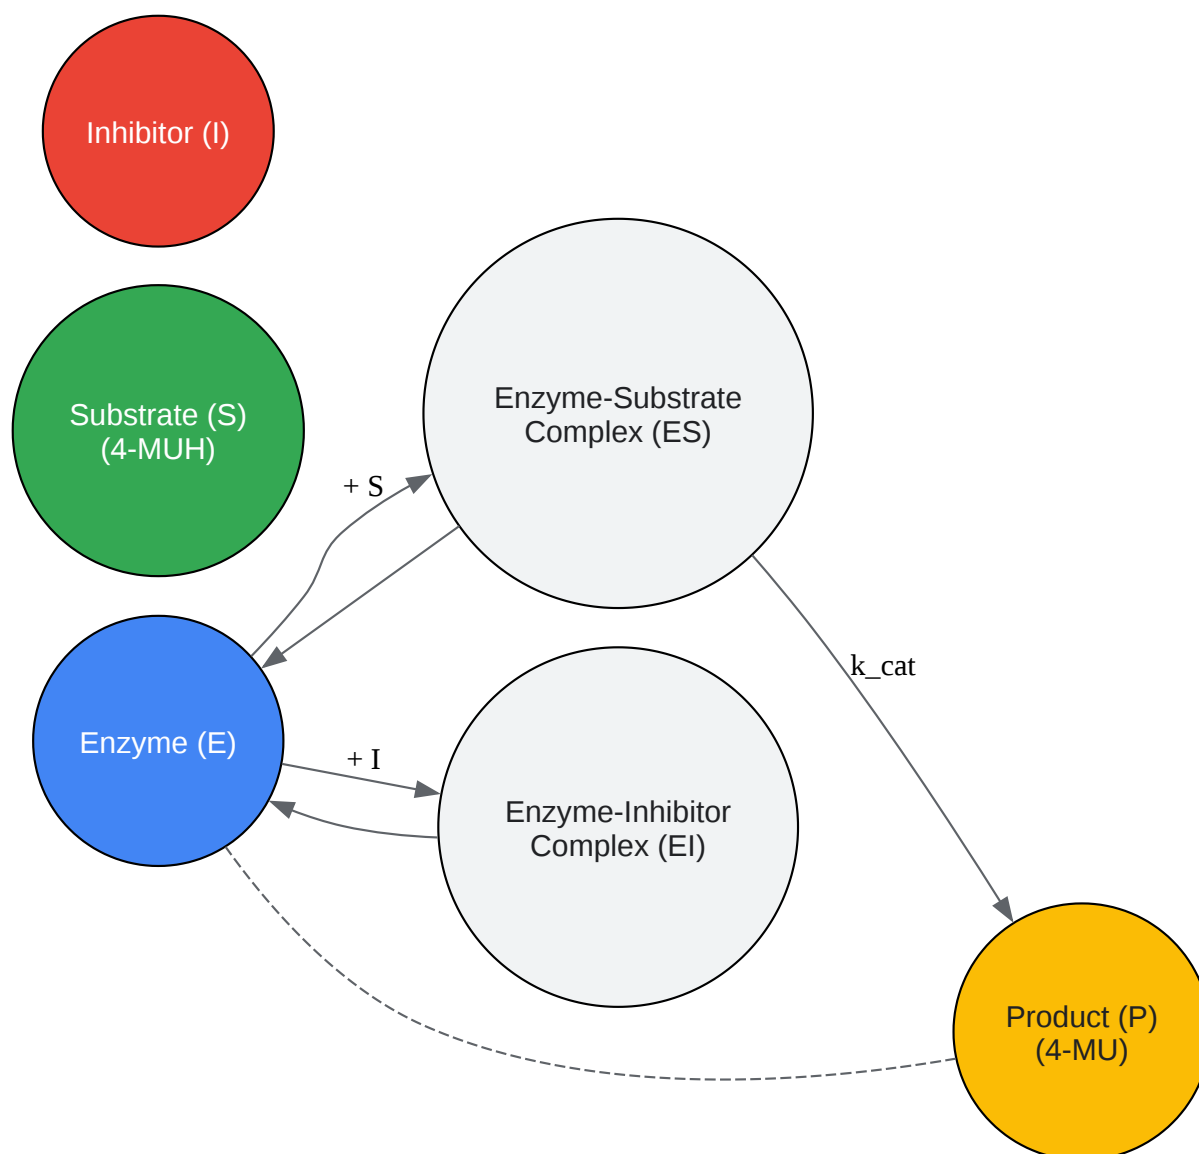 Inhibitor (I)
Substrate (S)
(4-MUH)
Enzyme-Substrate
Complex (ES)
+ S
k_cat
Enzyme (E)
+ I
Enzyme-Inhibitor
Complex (EI)
Product (P)
(4-MU)